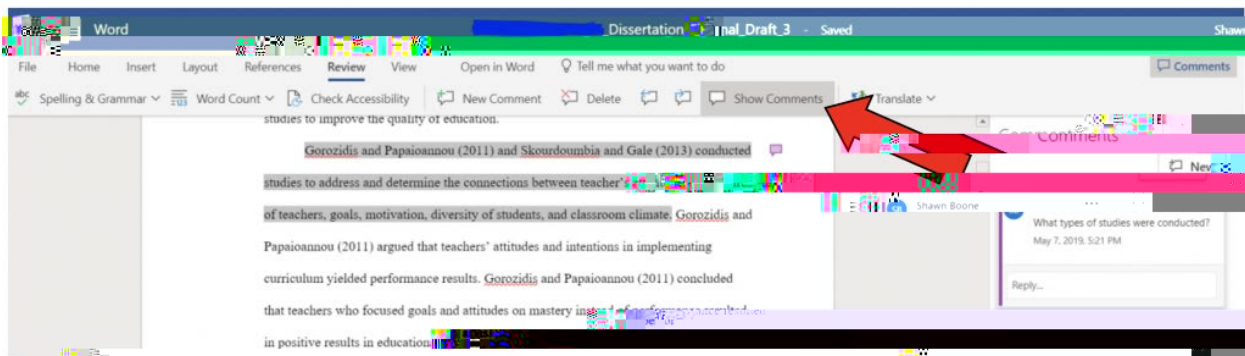 Word Dissertation nal_Draft_3 - Saved Shawn
File Home Insert Layout References Review View Open in Word Tell me what you want to do Comments
abc Spelling & Grammar 123 Word Count Check Accessibility New Comment Delete Show Comments Translate
studies to improve the quality of education.
Comments
Gorozidis and Papaioannou (2011) and Skourdoumbia and Gale (2013) conducted
New
studies to address and determine the connections between teacher'
Shawn Boone
of teachers, goals, motivation, diversity of students, and classroom climate. Gorozidis and
What types of studies were conducted?
May 7, 2019, 5:21 PM
Papaioannou (2011) argued that teachers' attitudes and intentions in implementing
curriculum yielded performance results. Gorozidis and Papaioannou (2011) concluded
Reply...
that teachers who focused goals and attitudes on mastery
in positive results in education